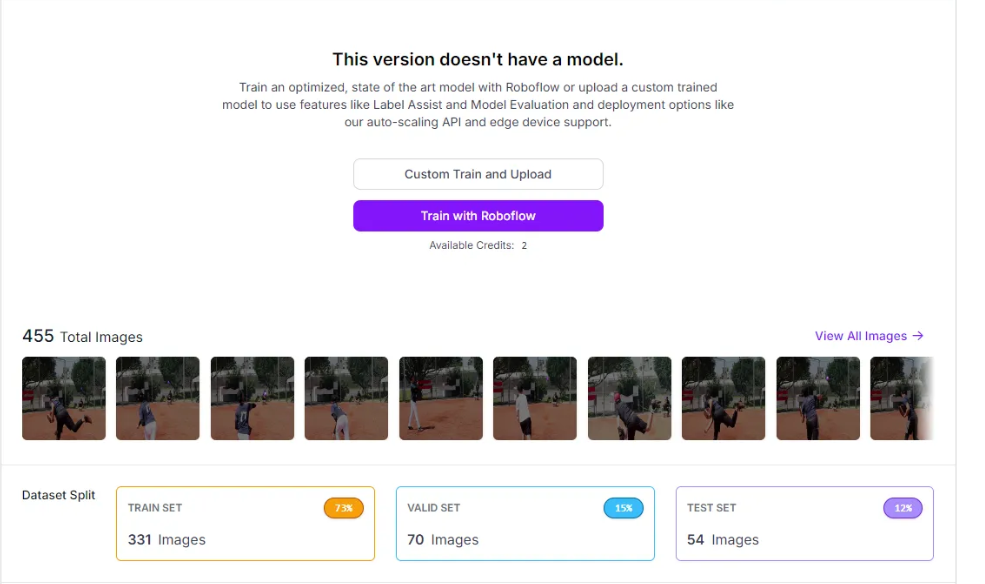 This version doesn't have a model.
Train an optimized, state of the art model with Roboflow or upload a custom trained
model to use features like Label Assist and Model Evaluation and deployment options like
our auto-scaling API and edge device support.
Custom Train and Upload
Train with Roboflow
Available Credits: 2
455 Total Images
View All Images →
Dataset Split
TRAIN SET
73%
331 Images
VALID SET
15%
70 Images
TEST SET
12%
54 Images